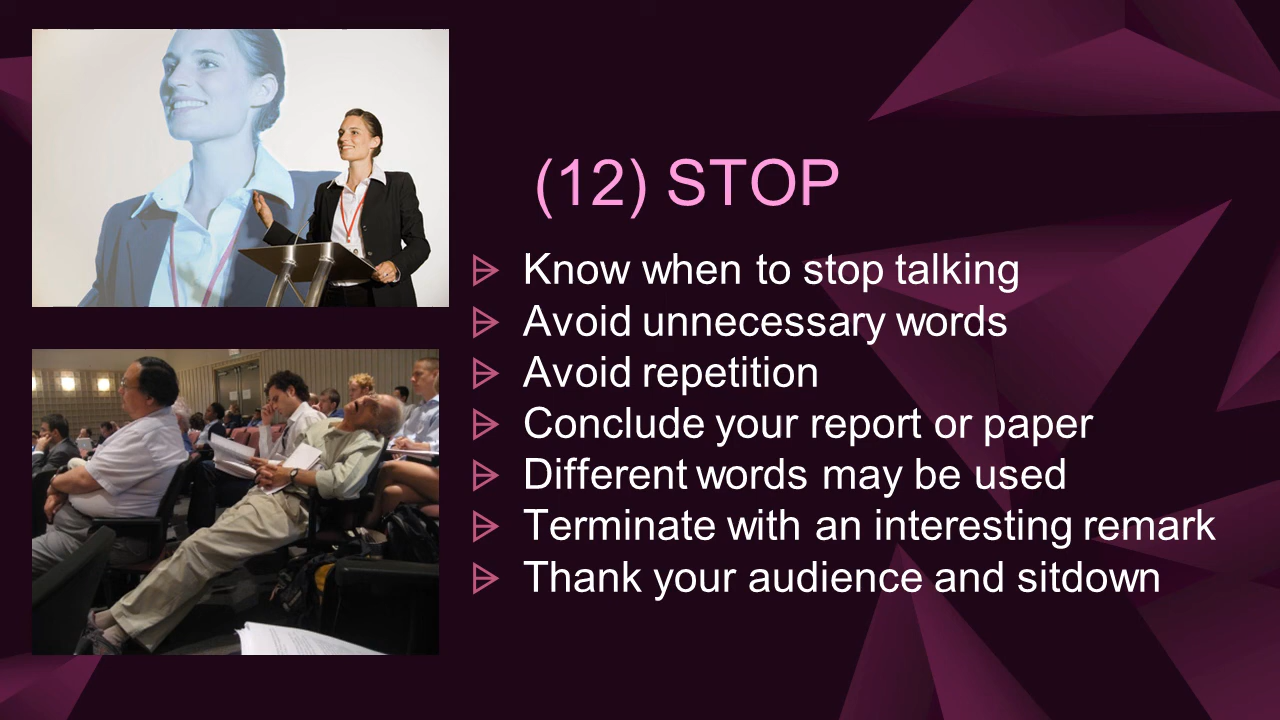 (12) STOP
Know when to stop talking
Avoid unnecessary words
Avoid repetition
Conclude your report or paper
Different words may be used
Terminate with an interesting remark
Thank your audience and sitdown